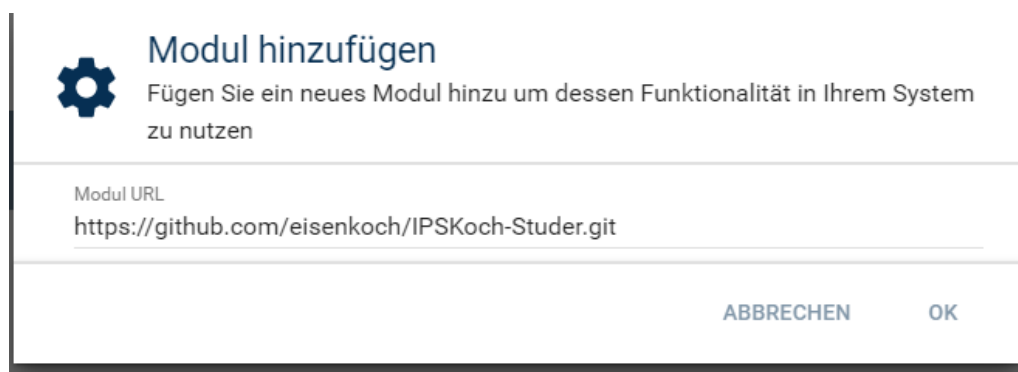 Modul hinzufügen
Fügen Sie ein neues Modul hinzu um dessen Funktionalität in Ihrem System
zu nutzen
Modul URL
https://github.com/eisenkoch/IPSKoch-Studer.git
ABBRECHEN OK